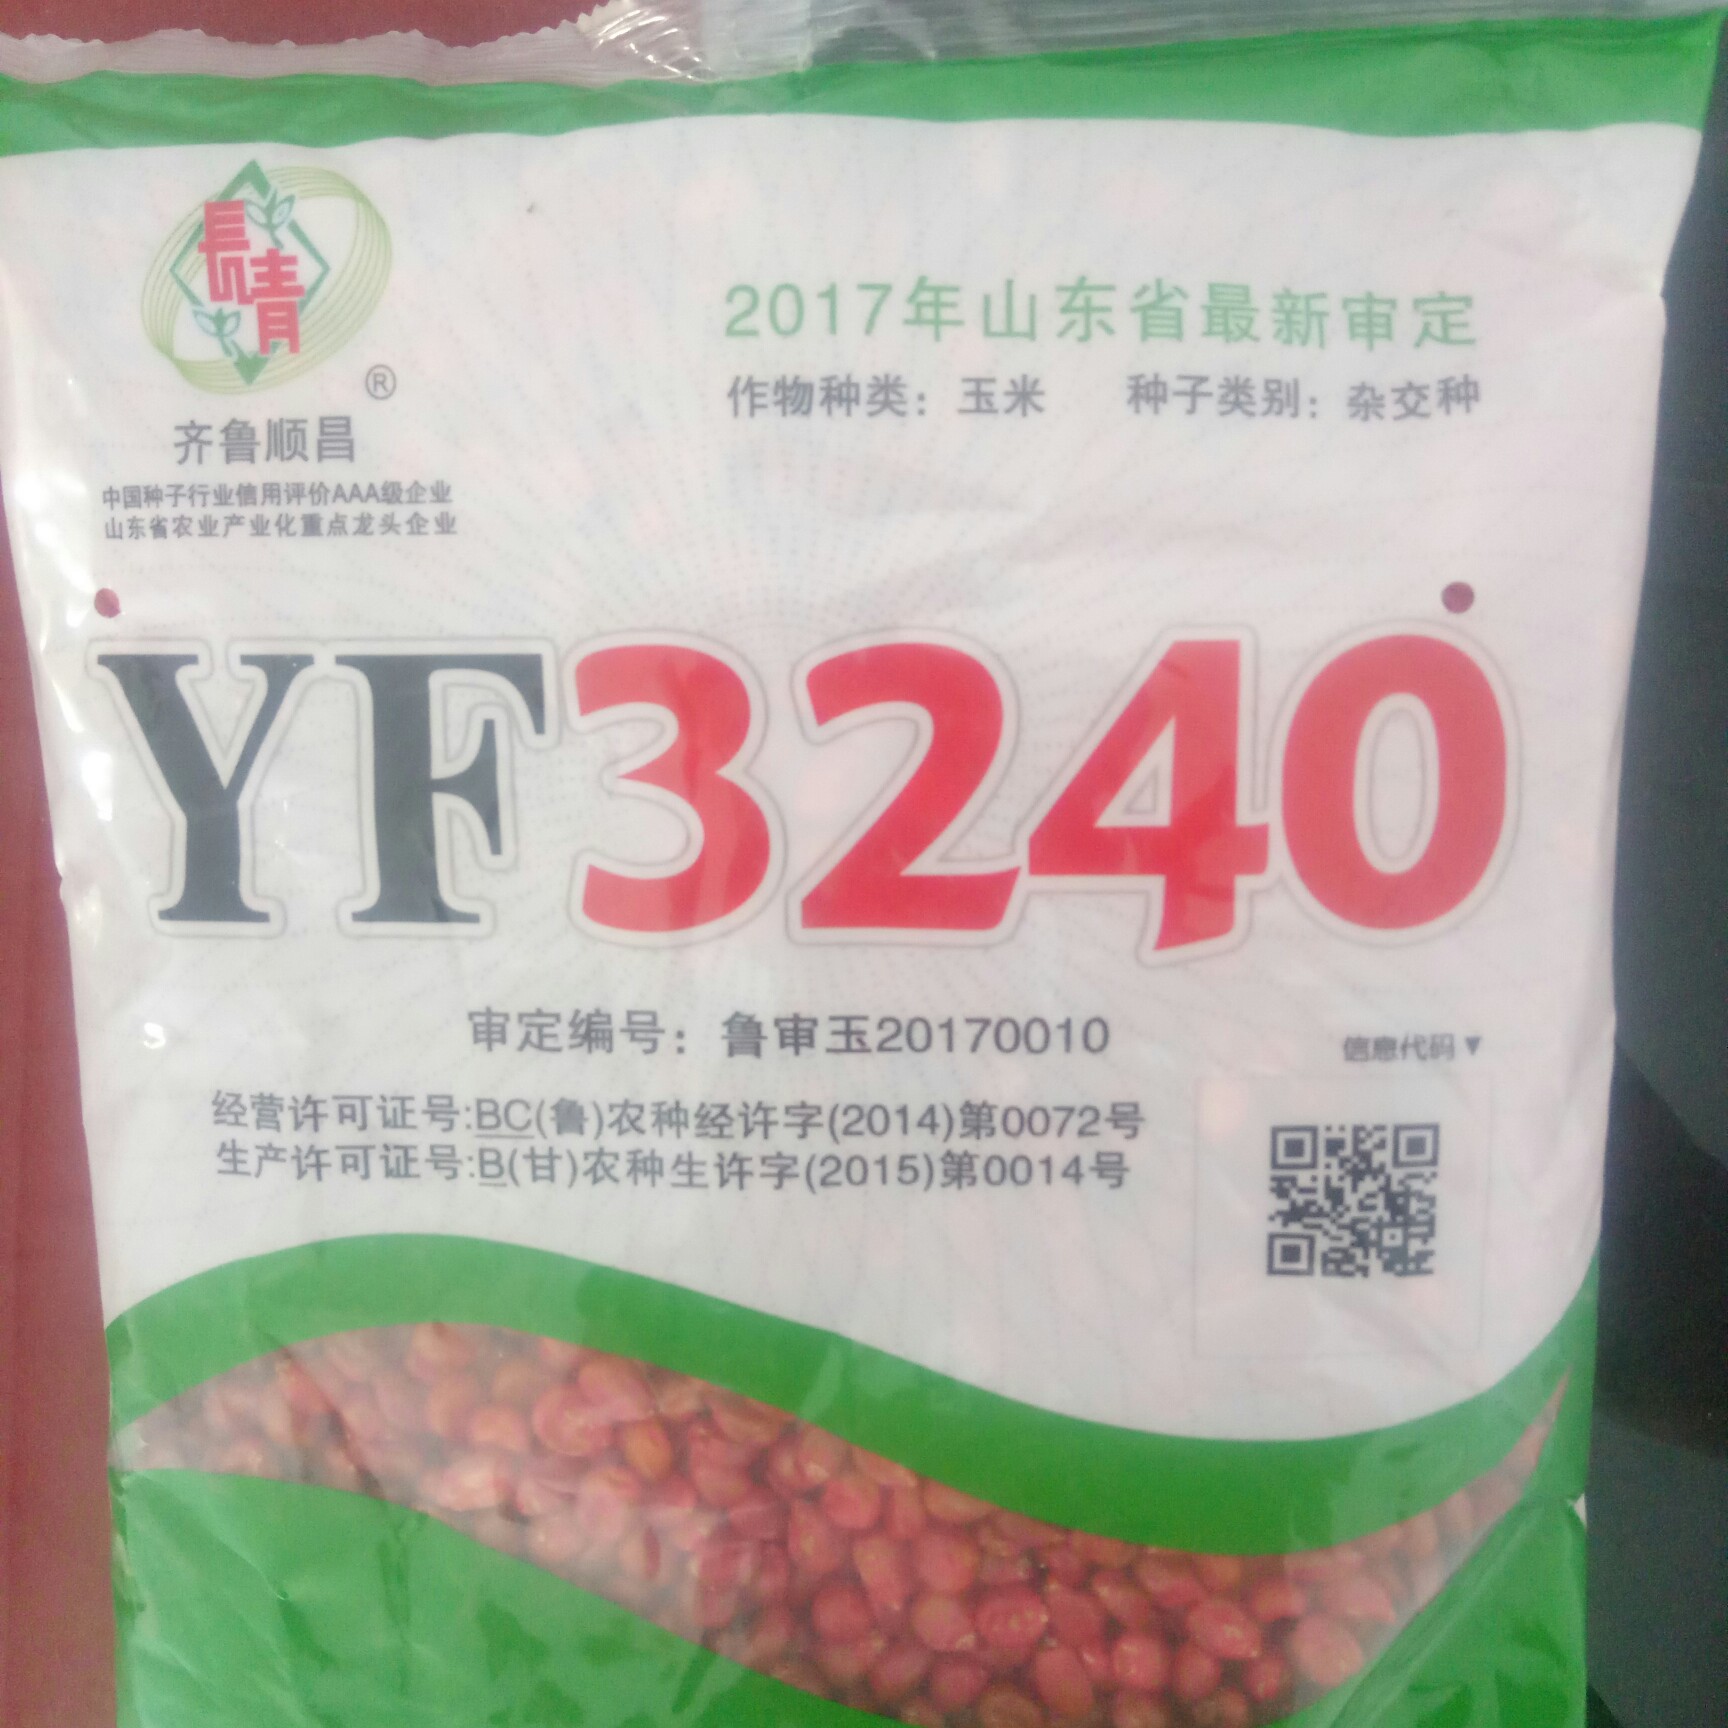 長青
®
齐鲁顺昌
中国种子行业信用评价AAA级企业
山东省农业产业化重点龙头企业
2017年山东省最新审定
作物种类：玉米 种子类别：杂交种
YF3240
审定编号：鲁审玉20170010
信息代码▼
经营许可证号:BC(鲁)农种经许字(2014)第0072号
生产许可证号:B(甘)农种生许字(2015)第0014号